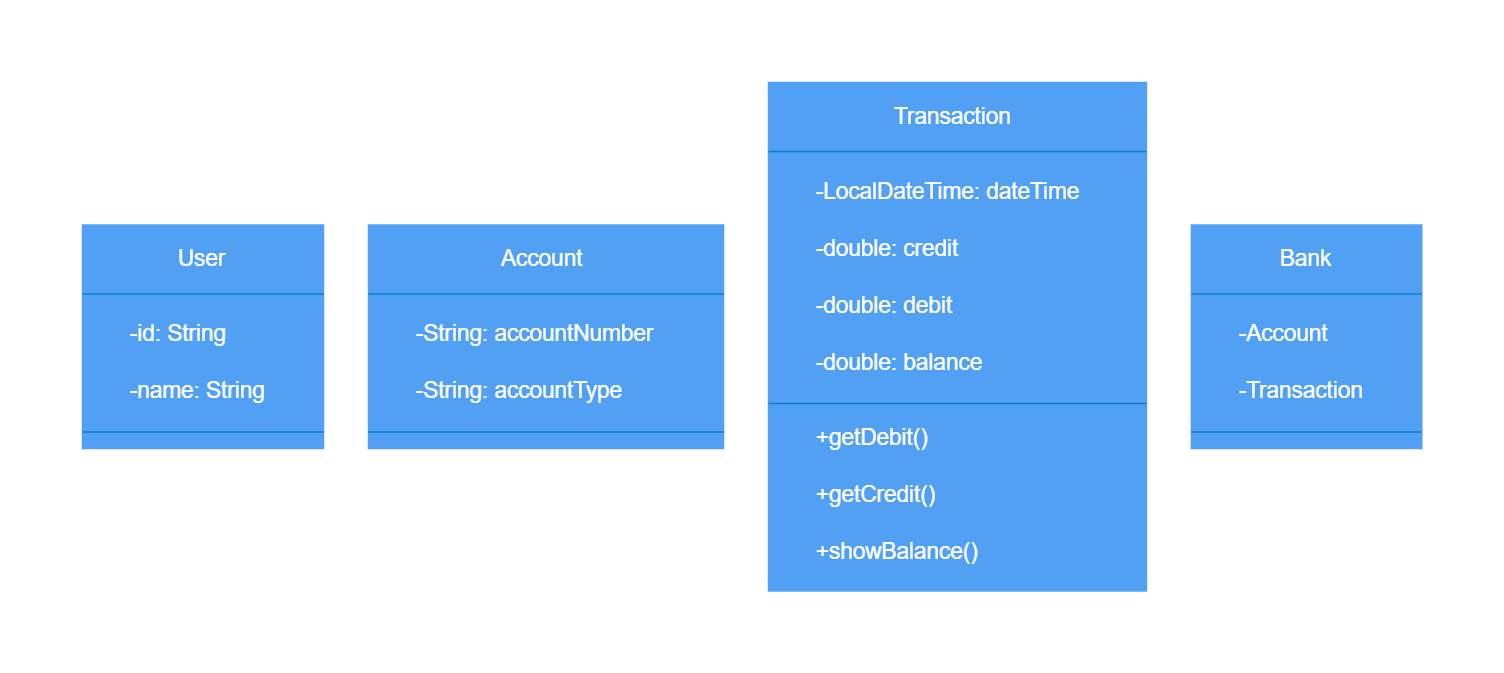 User
-id: String
-name: String
Account
-String: accountNumber
-String: accountType
Transaction
-LocalDateTime: dateTime
-double: credit
-double: debit
-double: balance
+getDebit()
+getCredit()
+showBalance()
Bank
-Account
-Transaction